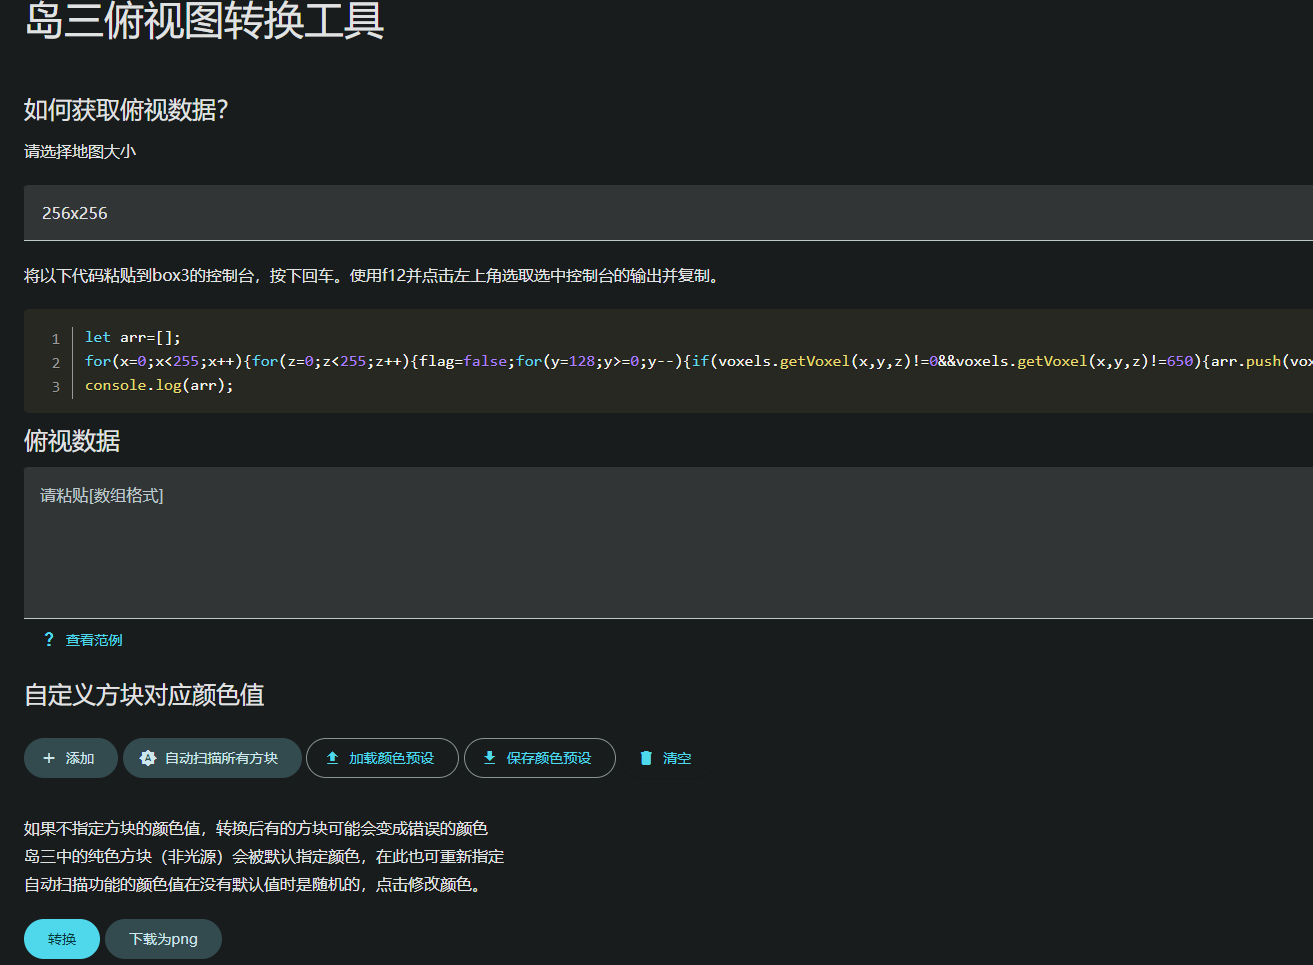 岛三俯视图转换工具
如何获取俯视数据?
请选择地图大小
256x256
将以下代码粘贴到box3的控制台，按下回车。使用f12并点击左上角选取选中控制台的输出并复制。
1 let arr=[];
2 for(x=0;x<255;x++){for(z=0;z<255;z++){flag=false;for(y=128;y>=0;y--){if(voxels.getVoxel(x,y,z)!=0&&voxels.getVoxel(x,y,z)!=650){arr.push(vox
3 console.log(arr);
俯视数据
请粘贴[数组格式]
? 查看范例
自定义方块对应颜色值
+ 添加 A 自动扫描所有方块 加载颜色预设 保存颜色预设 清空
如果不指定方块的颜色值，转换后有的方块可能会变成错误的颜色
岛三中的纯色方块（非光源）会被默认指定颜色，在此也可重新指定
自动扫描功能的颜色值在没有默认值时是随机的，点击修改颜色。
转换 下载为png